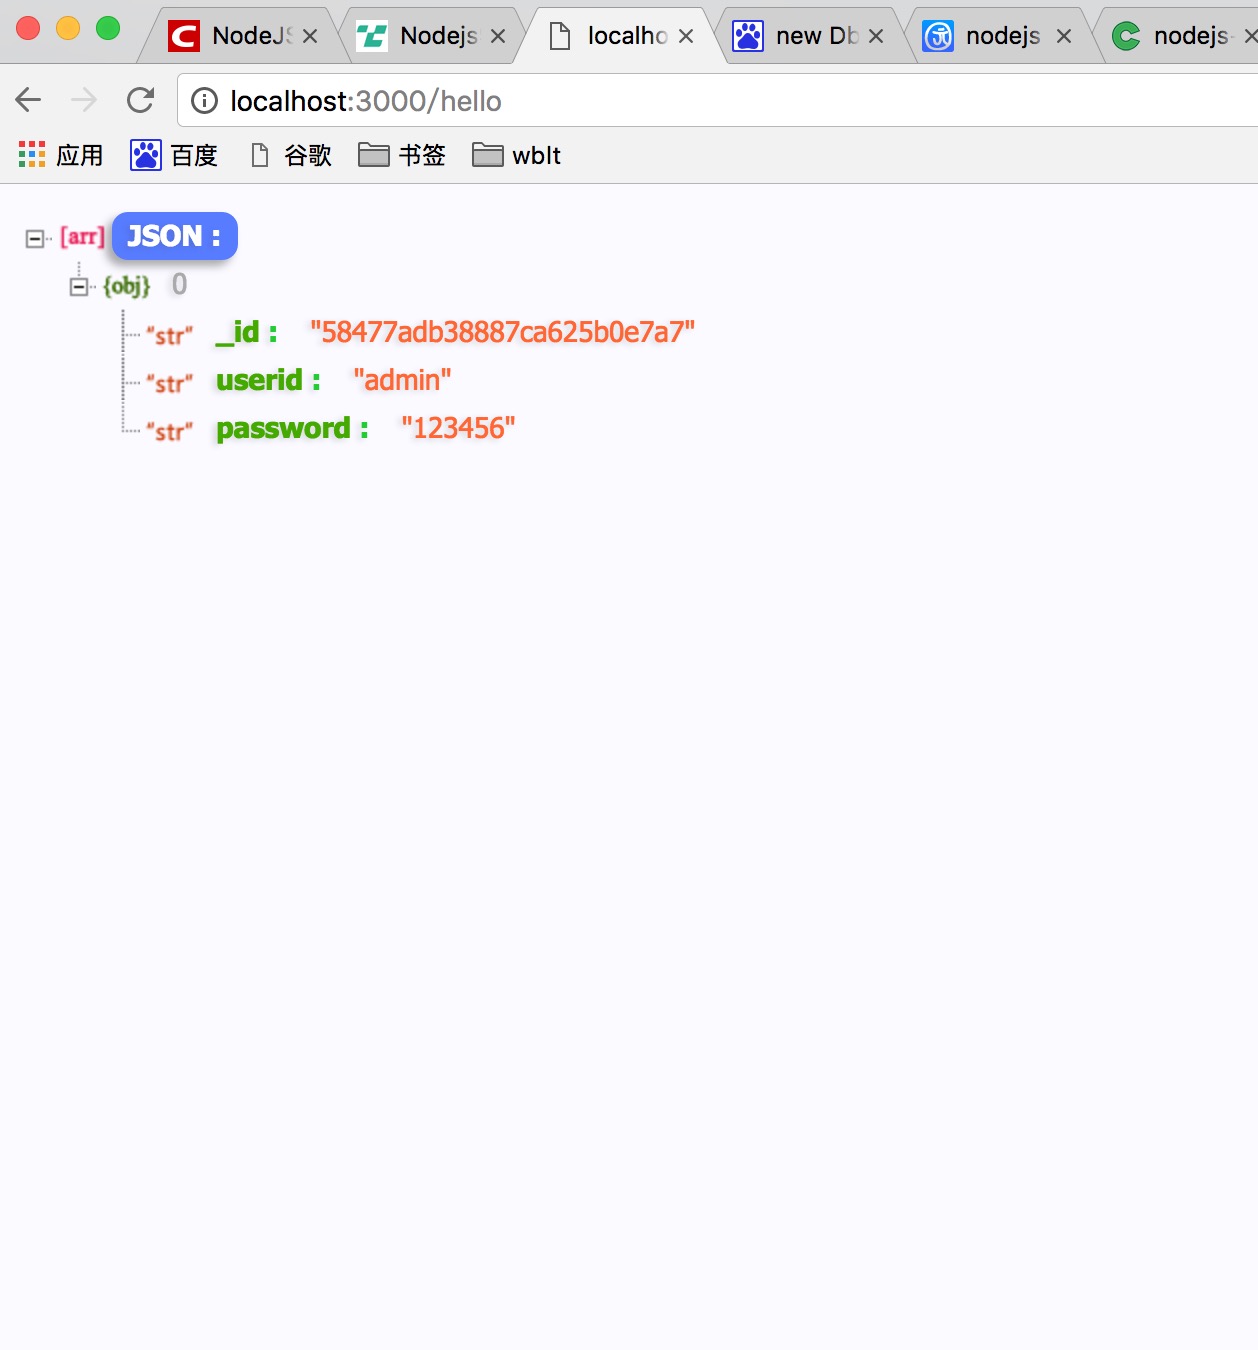 NodeJS Nodejs localho new Db nodejs nodejs-
localhost:3000/hello
应用 百度 谷歌 书签 wblt
[arr] JSON :
{obj} 0
"str" _id : "58477adb38887ca625b0e7a7"
"str" userid : "admin"
"str" password : "123456"